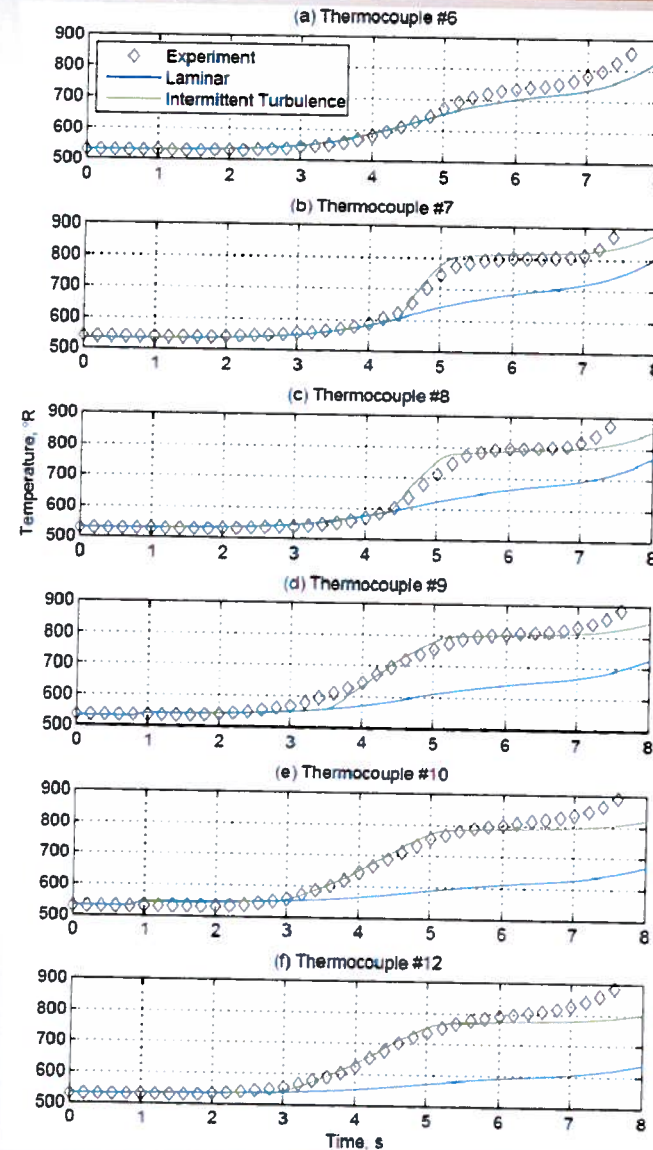 (a) Thermocouple #6
900
800
700
600
500
Experiment
Laminar
Intermittent Turbulence
0 1 2 3 4 5 6 7 8
(b) Thermocouple #7
900
800
700
600
500
0 1 2 3 4 5 6 7 8
(c) Thermocouple #8
900
800
700
600
500
0 1 2 3 4 5 6 7 8
Temperature, °R
(d) Thermocouple #9
900
800
700
600
500
0 1 2 3 4 5 6 7 8
(e) Thermocouple #10
900
800
700
600
500
0 1 2 3 4 5 6 7 8
(f) Thermocouple #12
900
800
700
600
500
0 1 2 3 4 5 6 7 8
Time, s